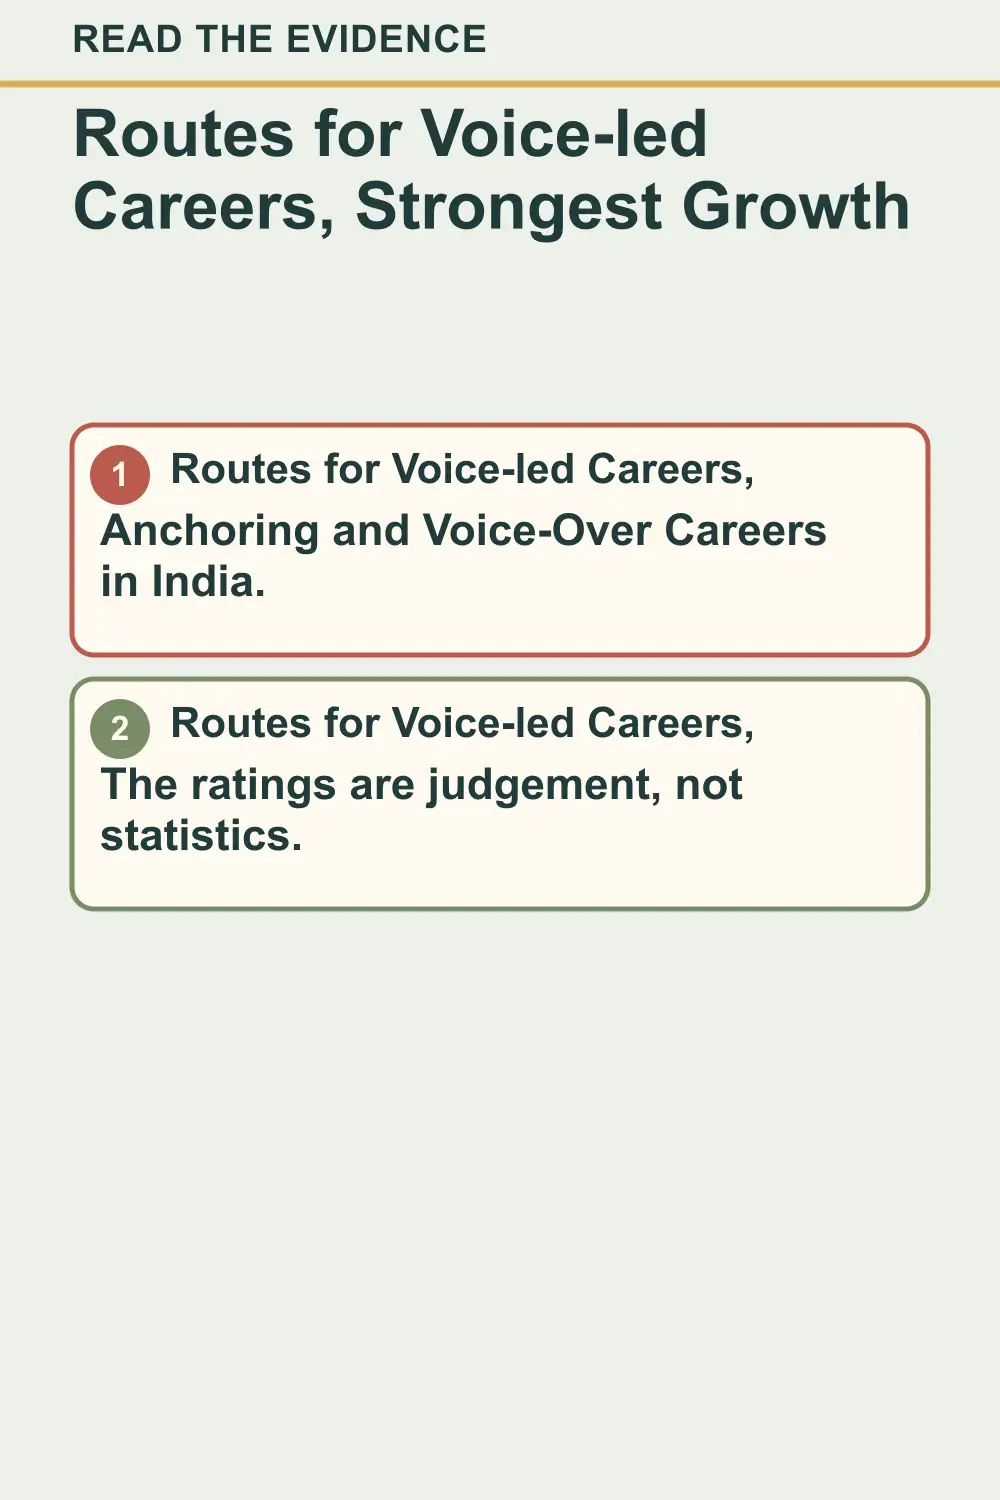 READ THE EVIDENCE
Routes for Voice-led
Careers, Strongest Growth
1 Routes for Voice-led Careers,
Anchoring and Voice-Over Careers
in India.
2 Routes for Voice-led Careers,
The ratings are judgement, not
statistics.